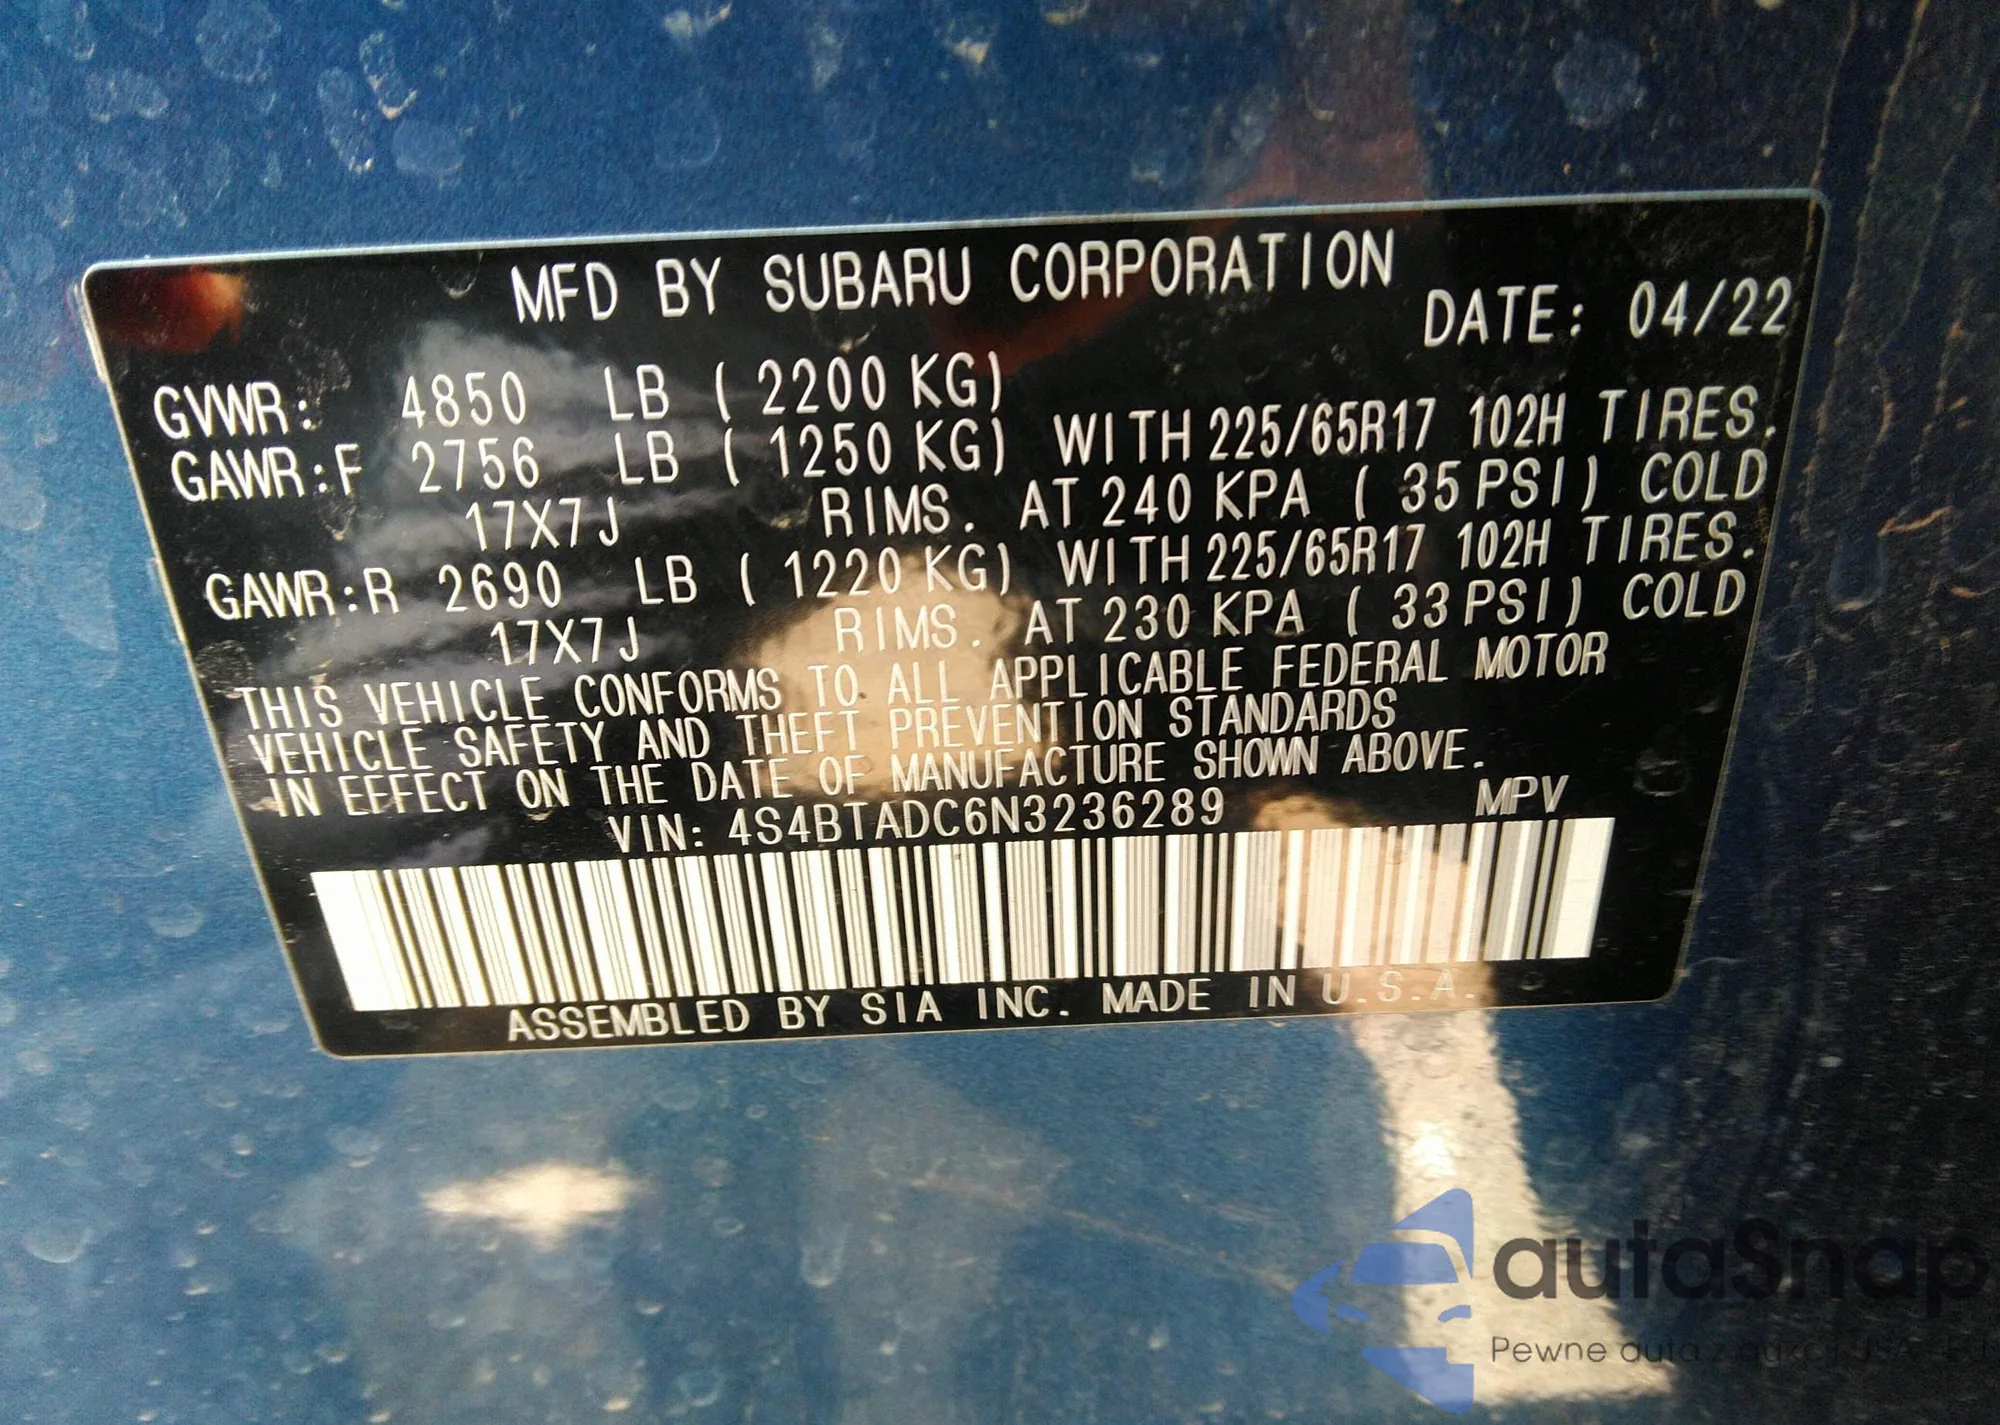 MFD BY SUBARU CORPORATION
DATE: 04/22
GVWR: 4850 LB ( 2200 KG)
GAWR:F 2756 LB ( 1250 KG) WITH 225/65R17 102H TIRES.
17X7J RIMS. AT 240 KPA ( 35 PSI) COLD
GAWR:R 2690 LB ( 1220 KG) WITH 225/65R17 102H TIRES.
17X7J RIMS. AT 230 KPA ( 33 PSI) COLD
THIS VEHICLE CONFORMS TO ALL APPLICABLE FEDERAL MOTOR
VEHICLE SAFETY AND THEFT PREVENTION STANDARDS
IN EFFECT ON THE DATE OF MANUFACTURE SHOWN ABOVE.
VIN: 4S4BTADC6N3236289 MPV
ASSEMBLED BY SIA INC. MADE IN U.S.A.
autaSnap
Pewne auta z aukcji USA i EU